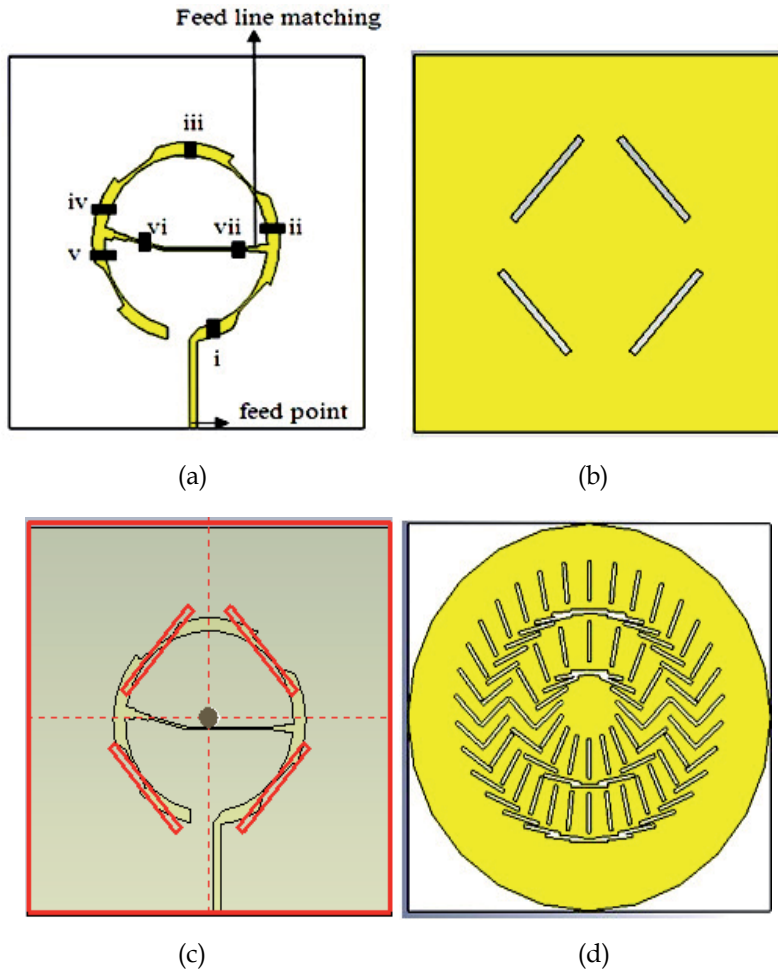 Feed line matching
iii
iv
vi
vii
ii
v
i
feed point
(a)
(b)
(c)
(d)